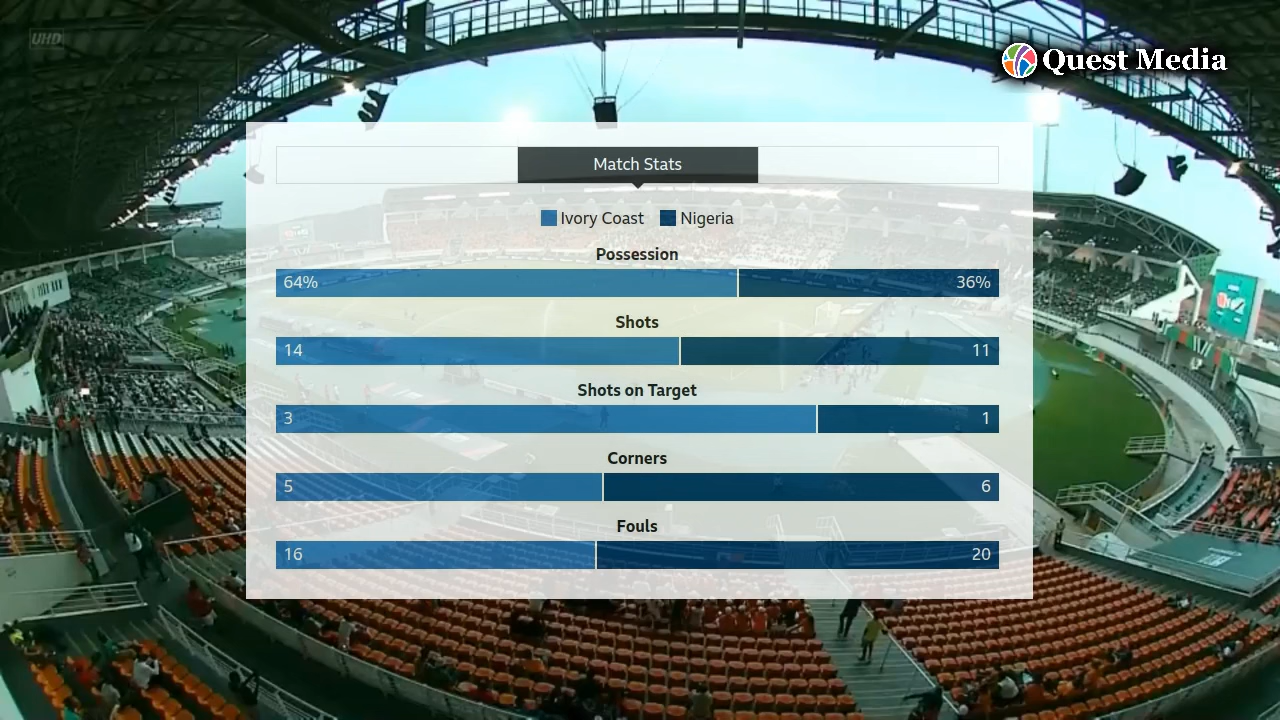 UHD
Quest Media
Match Stats
Ivory Coast Nigeria
Possession
64% 36%
Shots
14 11
Shots on Target
3 1
Corners
5 6
Fouls
16 20